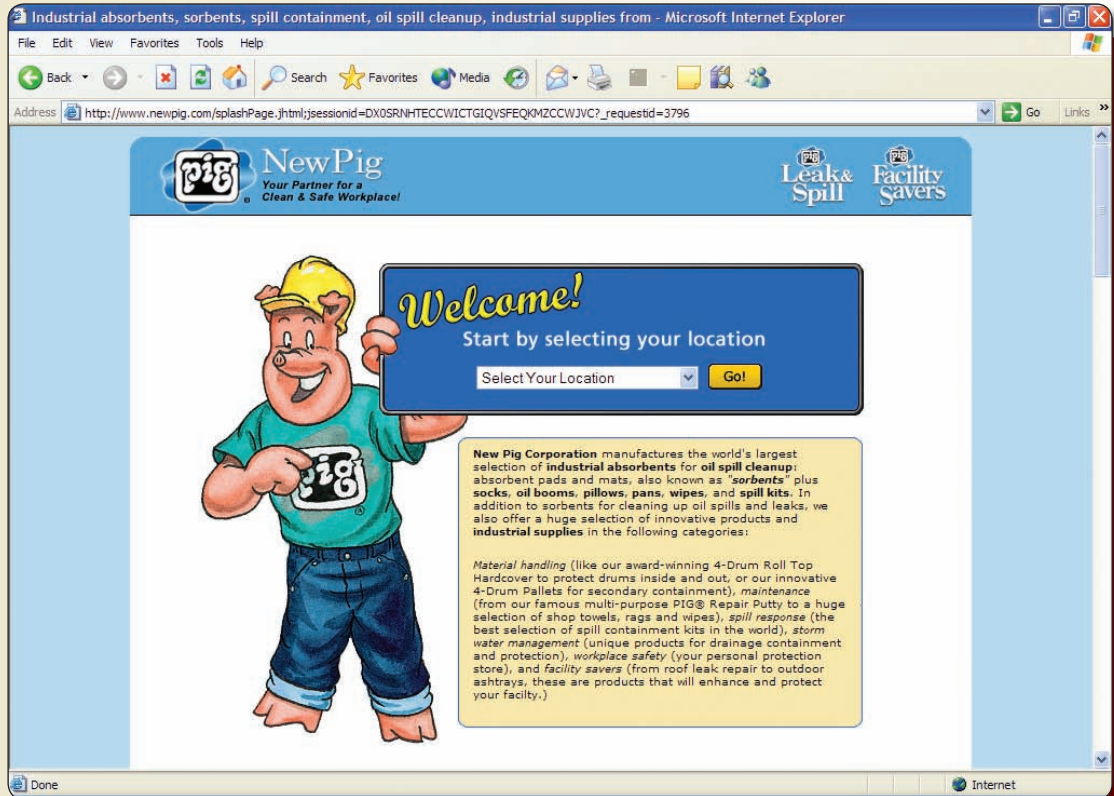 Industrial absorbents, sorbents, spill containment, oil spill cleanup, industrial supplies from - Microsoft Internet Explorer
File Edit View Favorites Tools Help
Back Search Favorites Media
Address http://www.newpig.com/splashPage.jhtml;jsessionid=DX0SRNHTECCWICTGIQVSFEQKMZCCWJVC?_requestid=3796 Go Links »
pig ® NewPig
Your Partner for a
Clean & Safe Workplace!
pig
Leak &
Spill
pig
Facility
Savers
Welcome!
Start by selecting your location
Select Your Location Go!
pig ®
New Pig Corporation manufactures the world's largest
selection of industrial absorbents for oil spill cleanup:
absorbent pads and mats, also known as "sorbents" plus
socks, oil booms, pillows, pans, wipes, and spill kits. In
addition to sorbents for cleaning up oil spills and leaks, we
also offer a huge selection of innovative products and
industrial supplies in the following categories:
Material handling (like our award-winning 4-Drum Roll Top
Hardcover to protect drums inside and out, or our innovative
4-Drum Pallets for secondary containment), maintenance
(from our famous multi-purpose PIG® Repair Putty to a huge
selection of shop towels, rags and wipes), spill response (the
best selection of spill containment kits in the world), storm
water management (unique products for drainage containment
and protection), workplace safety (your personal protection
store), and facility savers (from roof leak repair to outdoor
ashtrays, these are products that will enhance and protect
your facilty.)
Done Internet